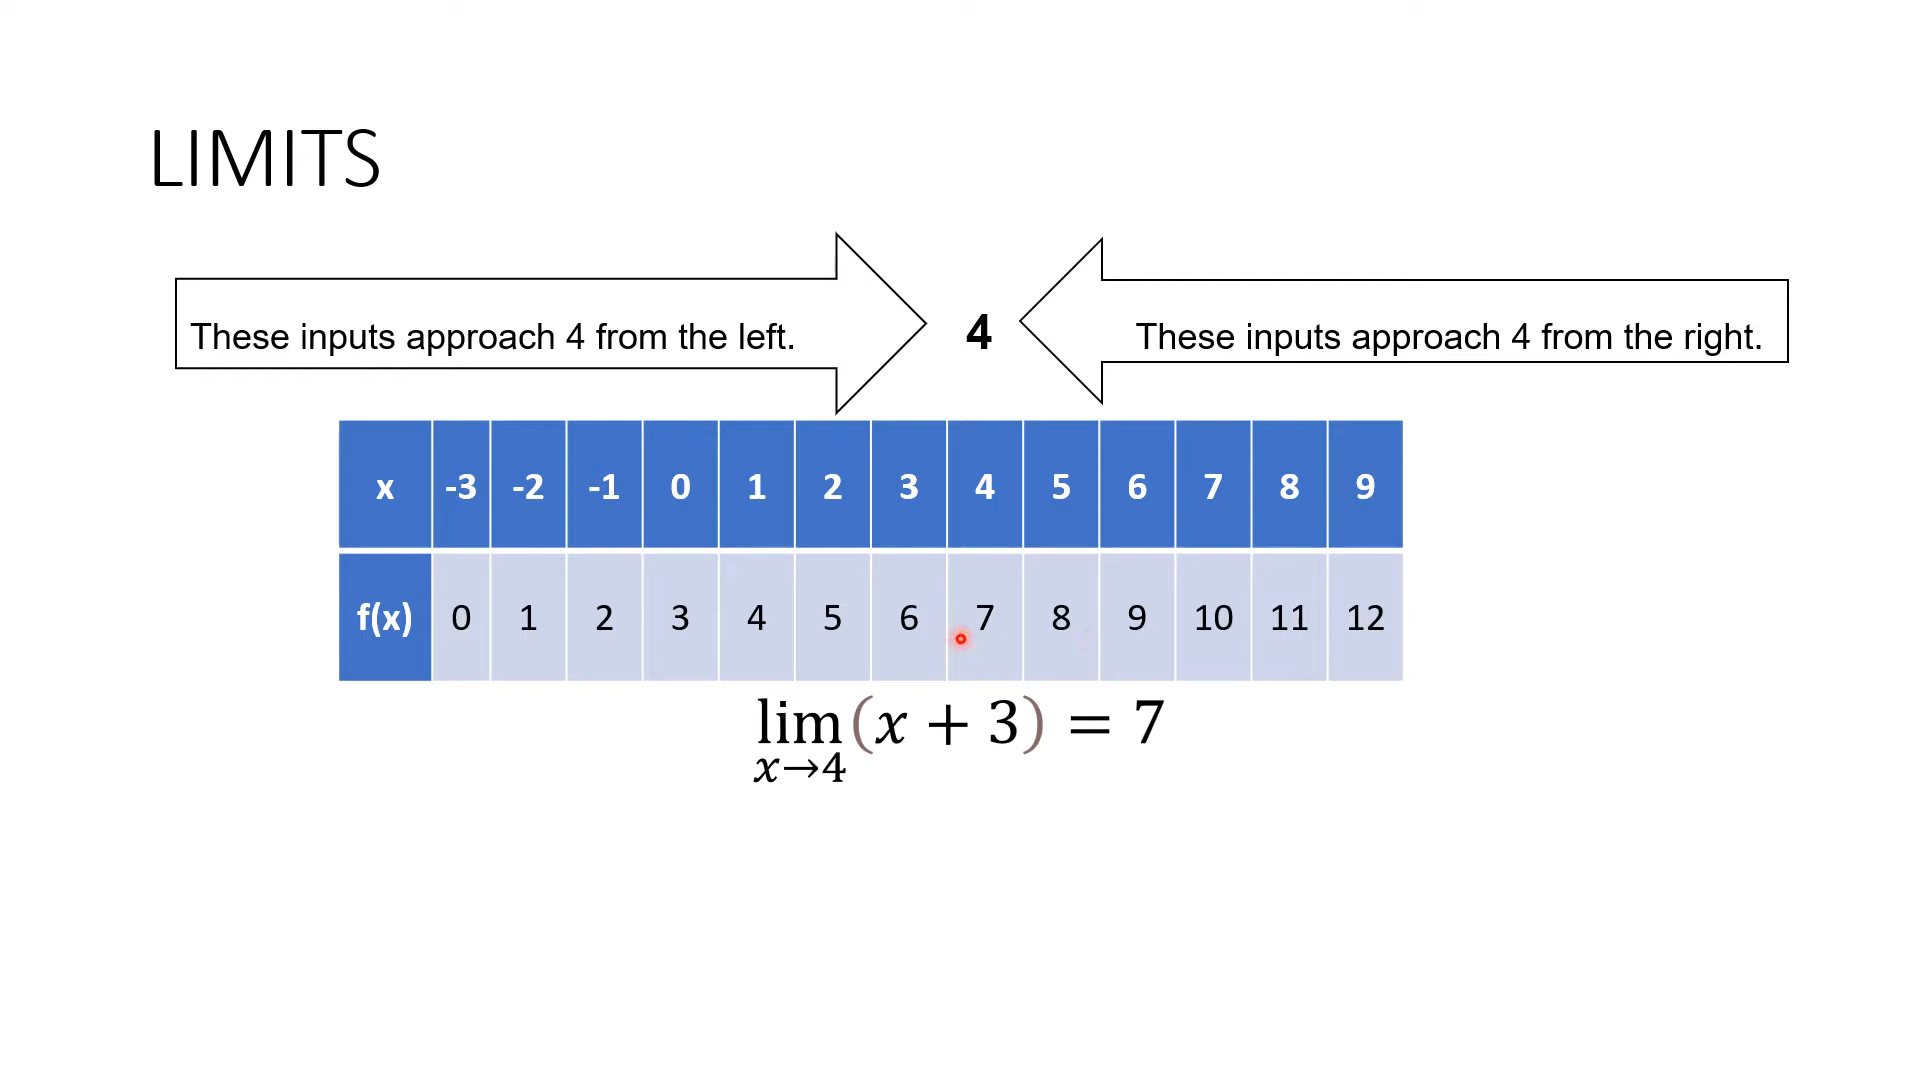 LIMITS
These inputs approach 4 from the left.
4
These inputs approach 4 from the right.
x -3 -2 -1 0 1 2 3 4 5 6 7 8 9
f(x) 0 1 2 3 4 5 6 7 8 9 10 11 12
lim(x + 3) = 7
x→4